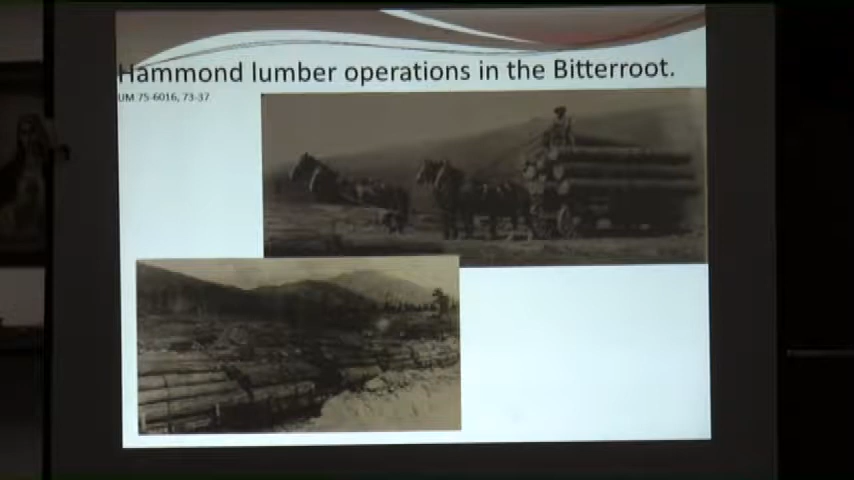 Hammond lumber operations in the Bitterroot.
UM 75-6016, 73-37